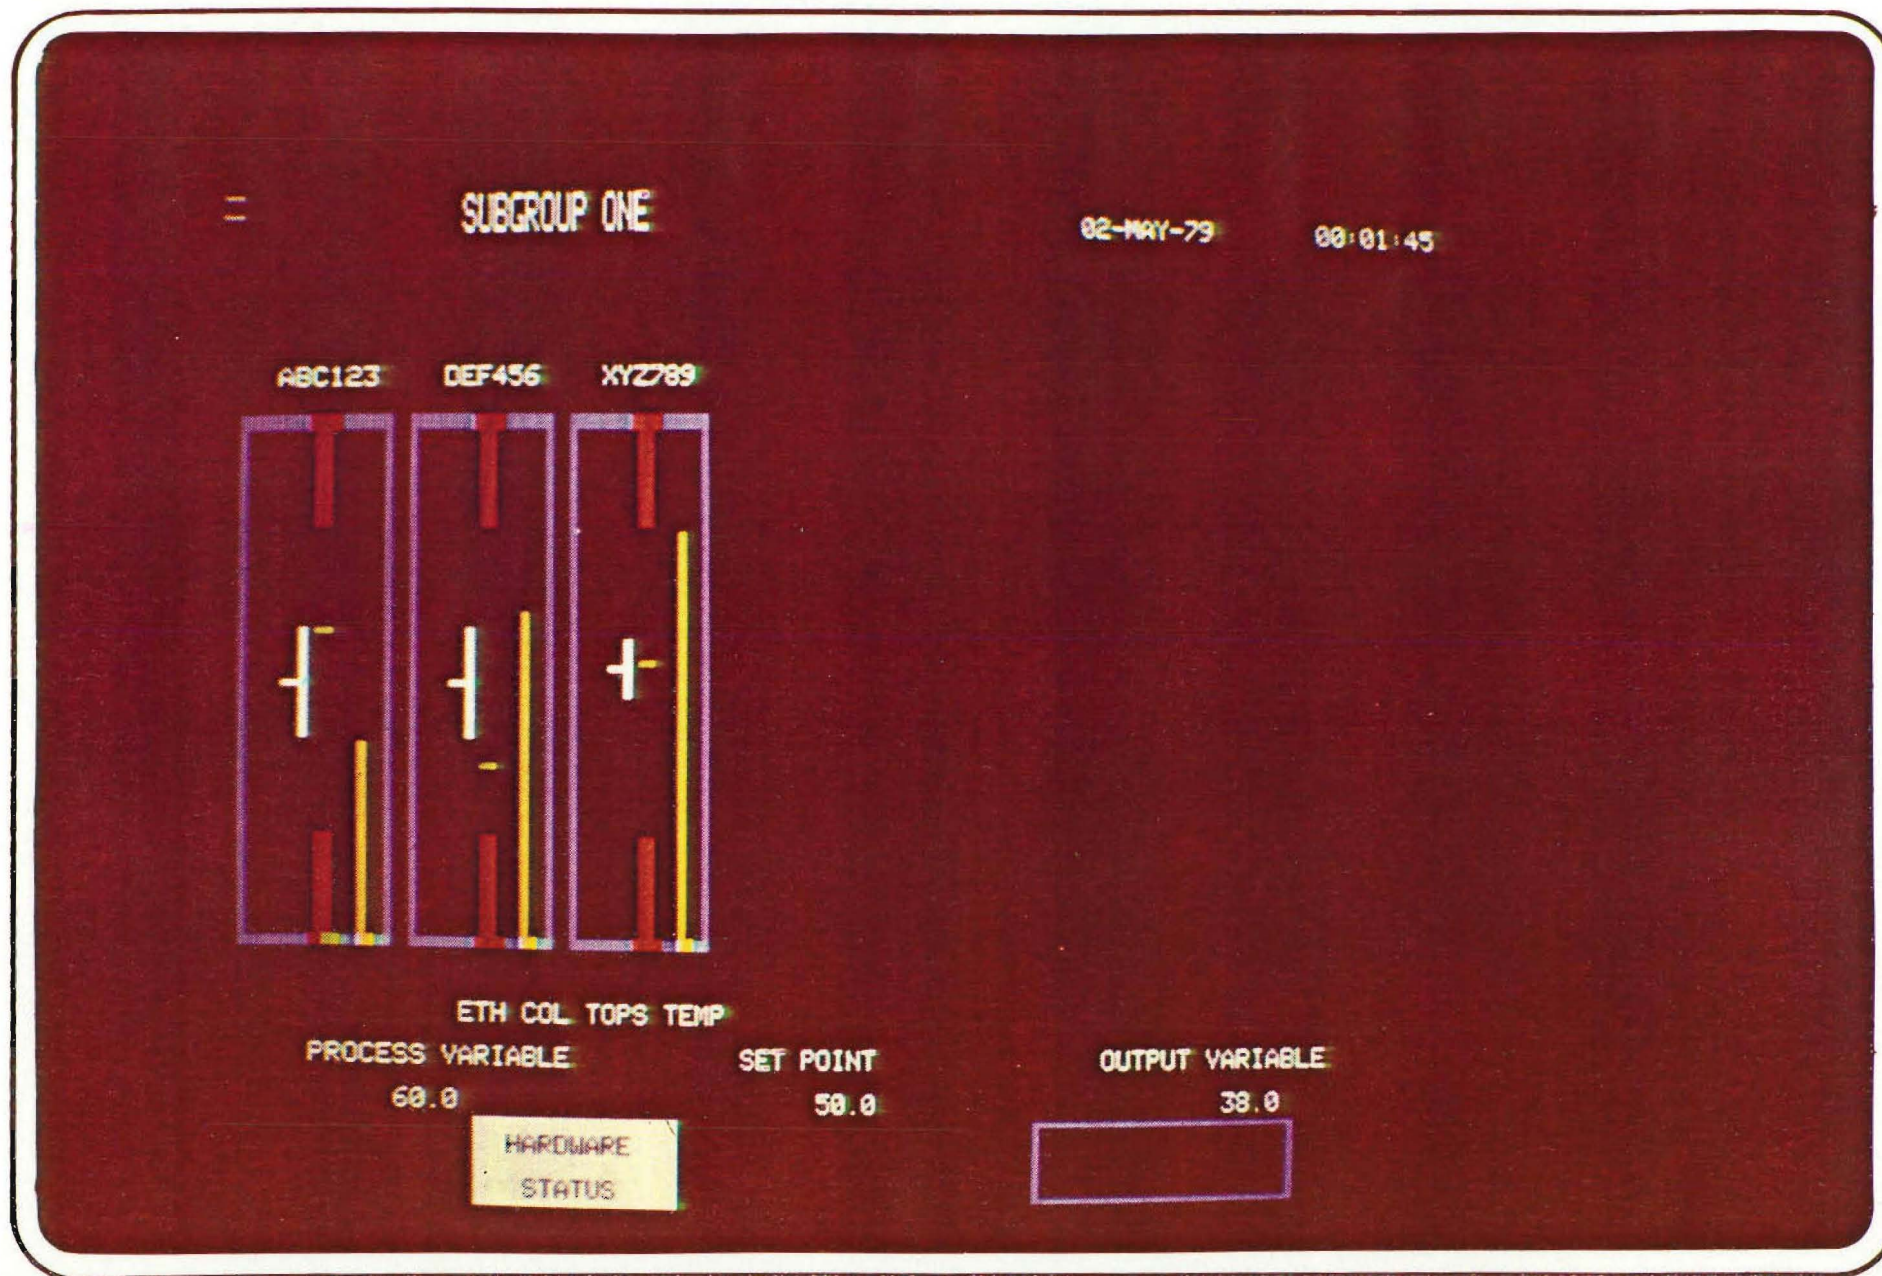 SUBGROUP ONE
02-MAY-79 00:01:45
ABC123 DEF456 XYZ789
ETH COL TOPS TEMP
PROCESS VARIABLE SET POINT OUTPUT VARIABLE
60.0 50.0 38.0
HARDWARE
STATUS